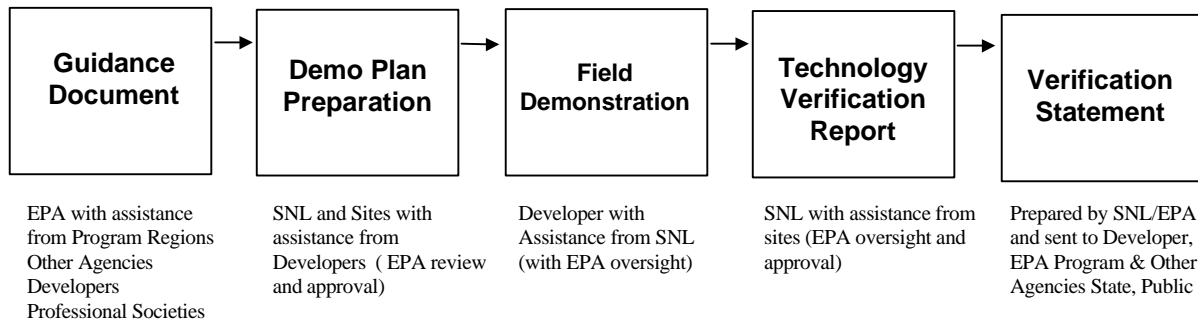 Guidance
Document
Demo Plan
Preparation
Field
Demonstration
Technology
Verification
Report
Verification
Statement
EPA with assistance
from Program Regions
Other Agencies
Developers
Professional Societies
SNL and Sites with
assistance from
Developers ( EPA review
and approval)
Developer with
Assistance from SNL
(with EPA oversight)
SNL with assistance from
sites (EPA oversight and
approval)
Prepared by SNL/EPA
and sent to Developer,
EPA Program & Other
Agencies State, Public